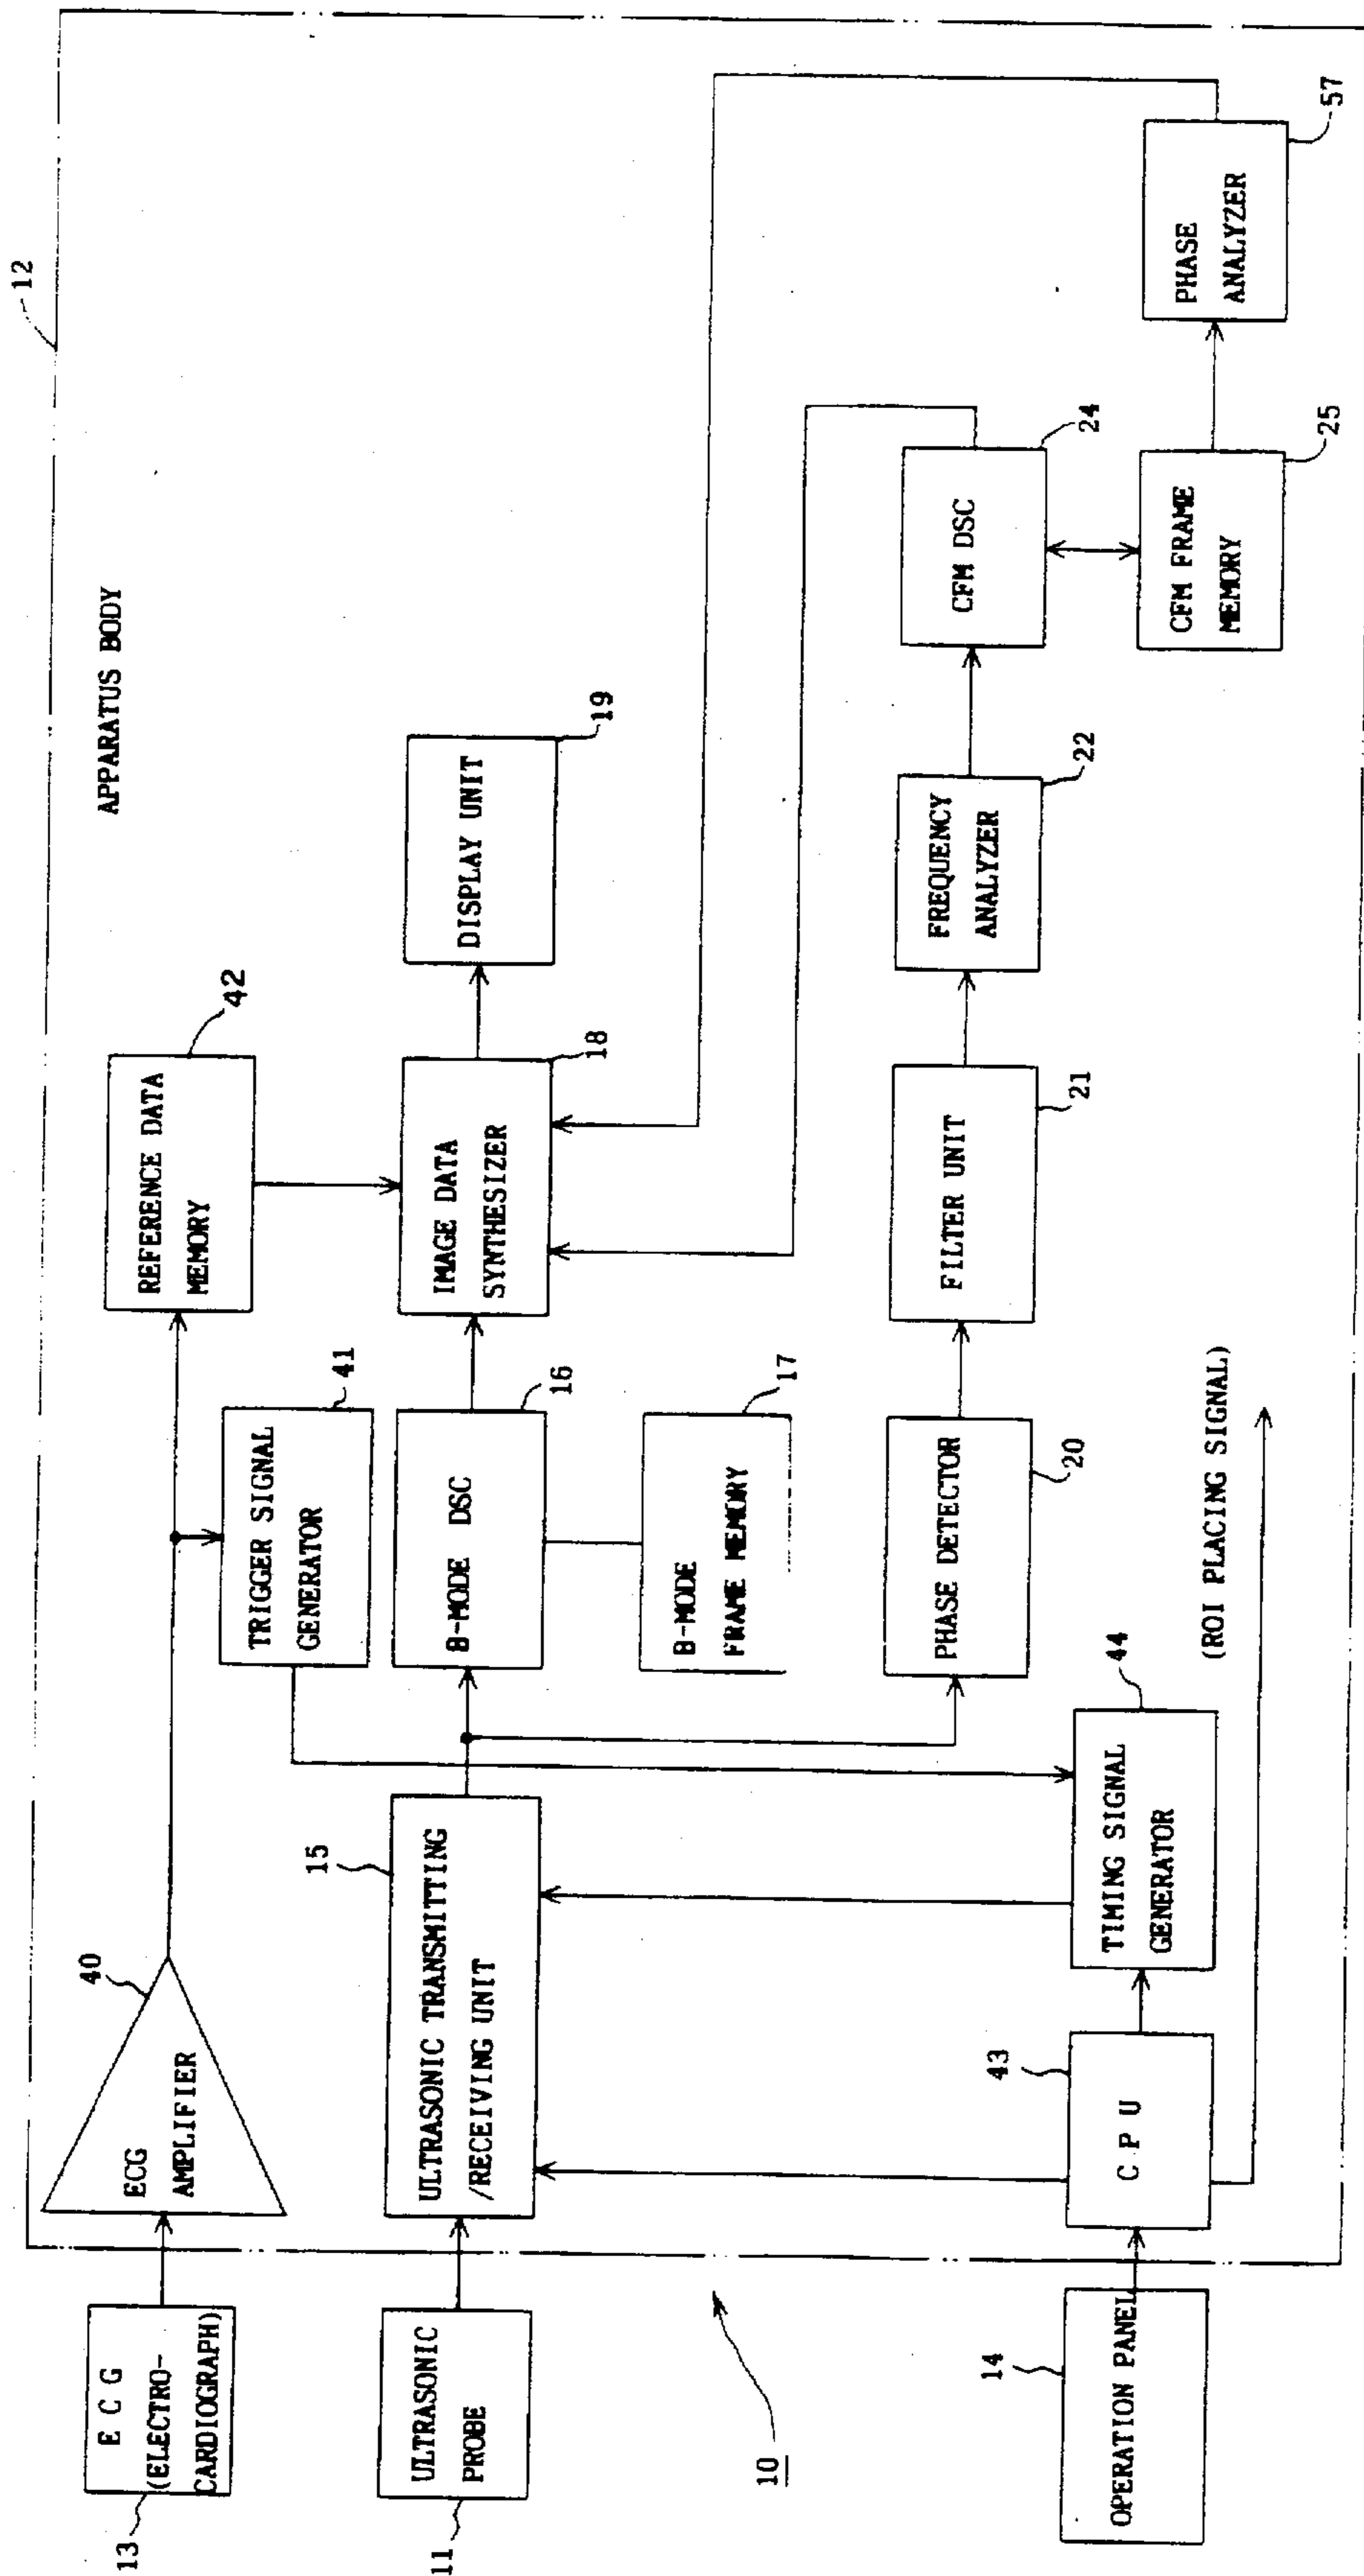 12
APPARATUS BODY
13
E C G
(ELECTRO-
CARDIOGRAPH)
40
ECG
AMPLIFIER
41
TRIGGER SIGNAL
GENERATOR
42
REFERENCE DATA
MEMORY
11
ULTRASONIC
PROBE
15
ULTRASONIC TRANSMITTING
/RECEIVING UNIT
16
B-MODE DSC
17
B-MODE
FRAME MEMORY
18
IMAGE DATA
SYNTHESIZER
19
DISPLAY UNIT
10
20
PHASE DETECTOR
21
FILTER UNIT
22
FREQUENCY
ANALYZER
24
CFM DSC
25
CFM FRAME
MEMORY
57
PHASE
ANALYZER
14
OPERATION PANEL
43
C P U
44
TIMING SIGNAL
GENERATOR
(ROI PLACING SIGNAL)